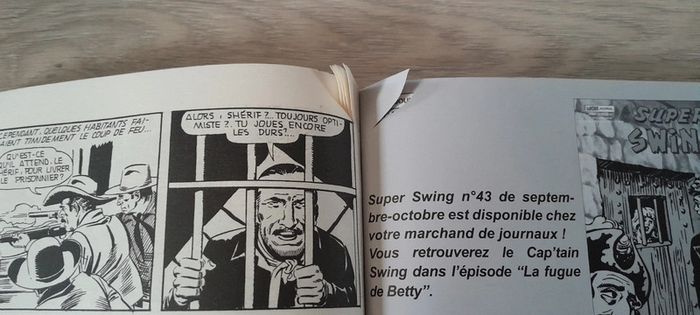 CEPENDANT, QUELQUES HABITANTS FAI-
SAIENT TIMIDEMENT LE COUP DE FEU...
QU'EST-CE
QU'IL ATTEND, LE
SHÉRIF, POUR LIVRER
LE PRISONNIER?
ALORS, SHÉRIF?.. TOUJOURS OPTI-
MISTE?. TU JOUES ENCORE
LES DURS?...
Super Swing n°43 de septem-
bre-octobre est disponible chez
votre marchand de journaux !
Vous retrouverez le Cap'tain
Swing dans l'épisode “La fugue
de Betty”.
SUPER
SWING